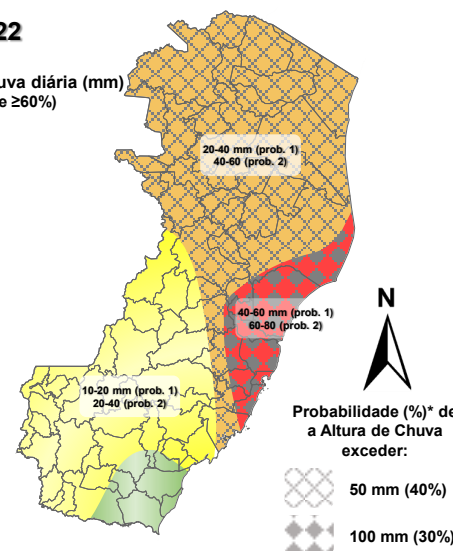 22
uva diária (mm)
e ≥60%)
20-40 mm (prob. 1)
40-60 (prob. 2)
40-60 mm (prob. 1)
60-80 (prob. 2)
10-20 mm (prob. 1)
20-40 (prob. 2)
N
Probabilidade (%)* de
a Altura de Chuva
exceder:
50 mm (40%)
100 mm (30%)